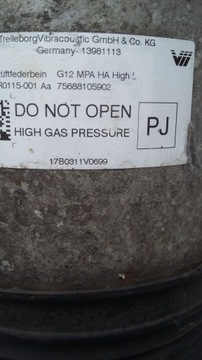 TrelleborgVibracoustic GmbH & Co. KG
Germany - 13981113
uftfederbein G12 MPA HA High L
R0115-001 Aa 75688105902
DO NOT OPEN
HIGH GAS PRESSURE
PJ
17B0311V0699